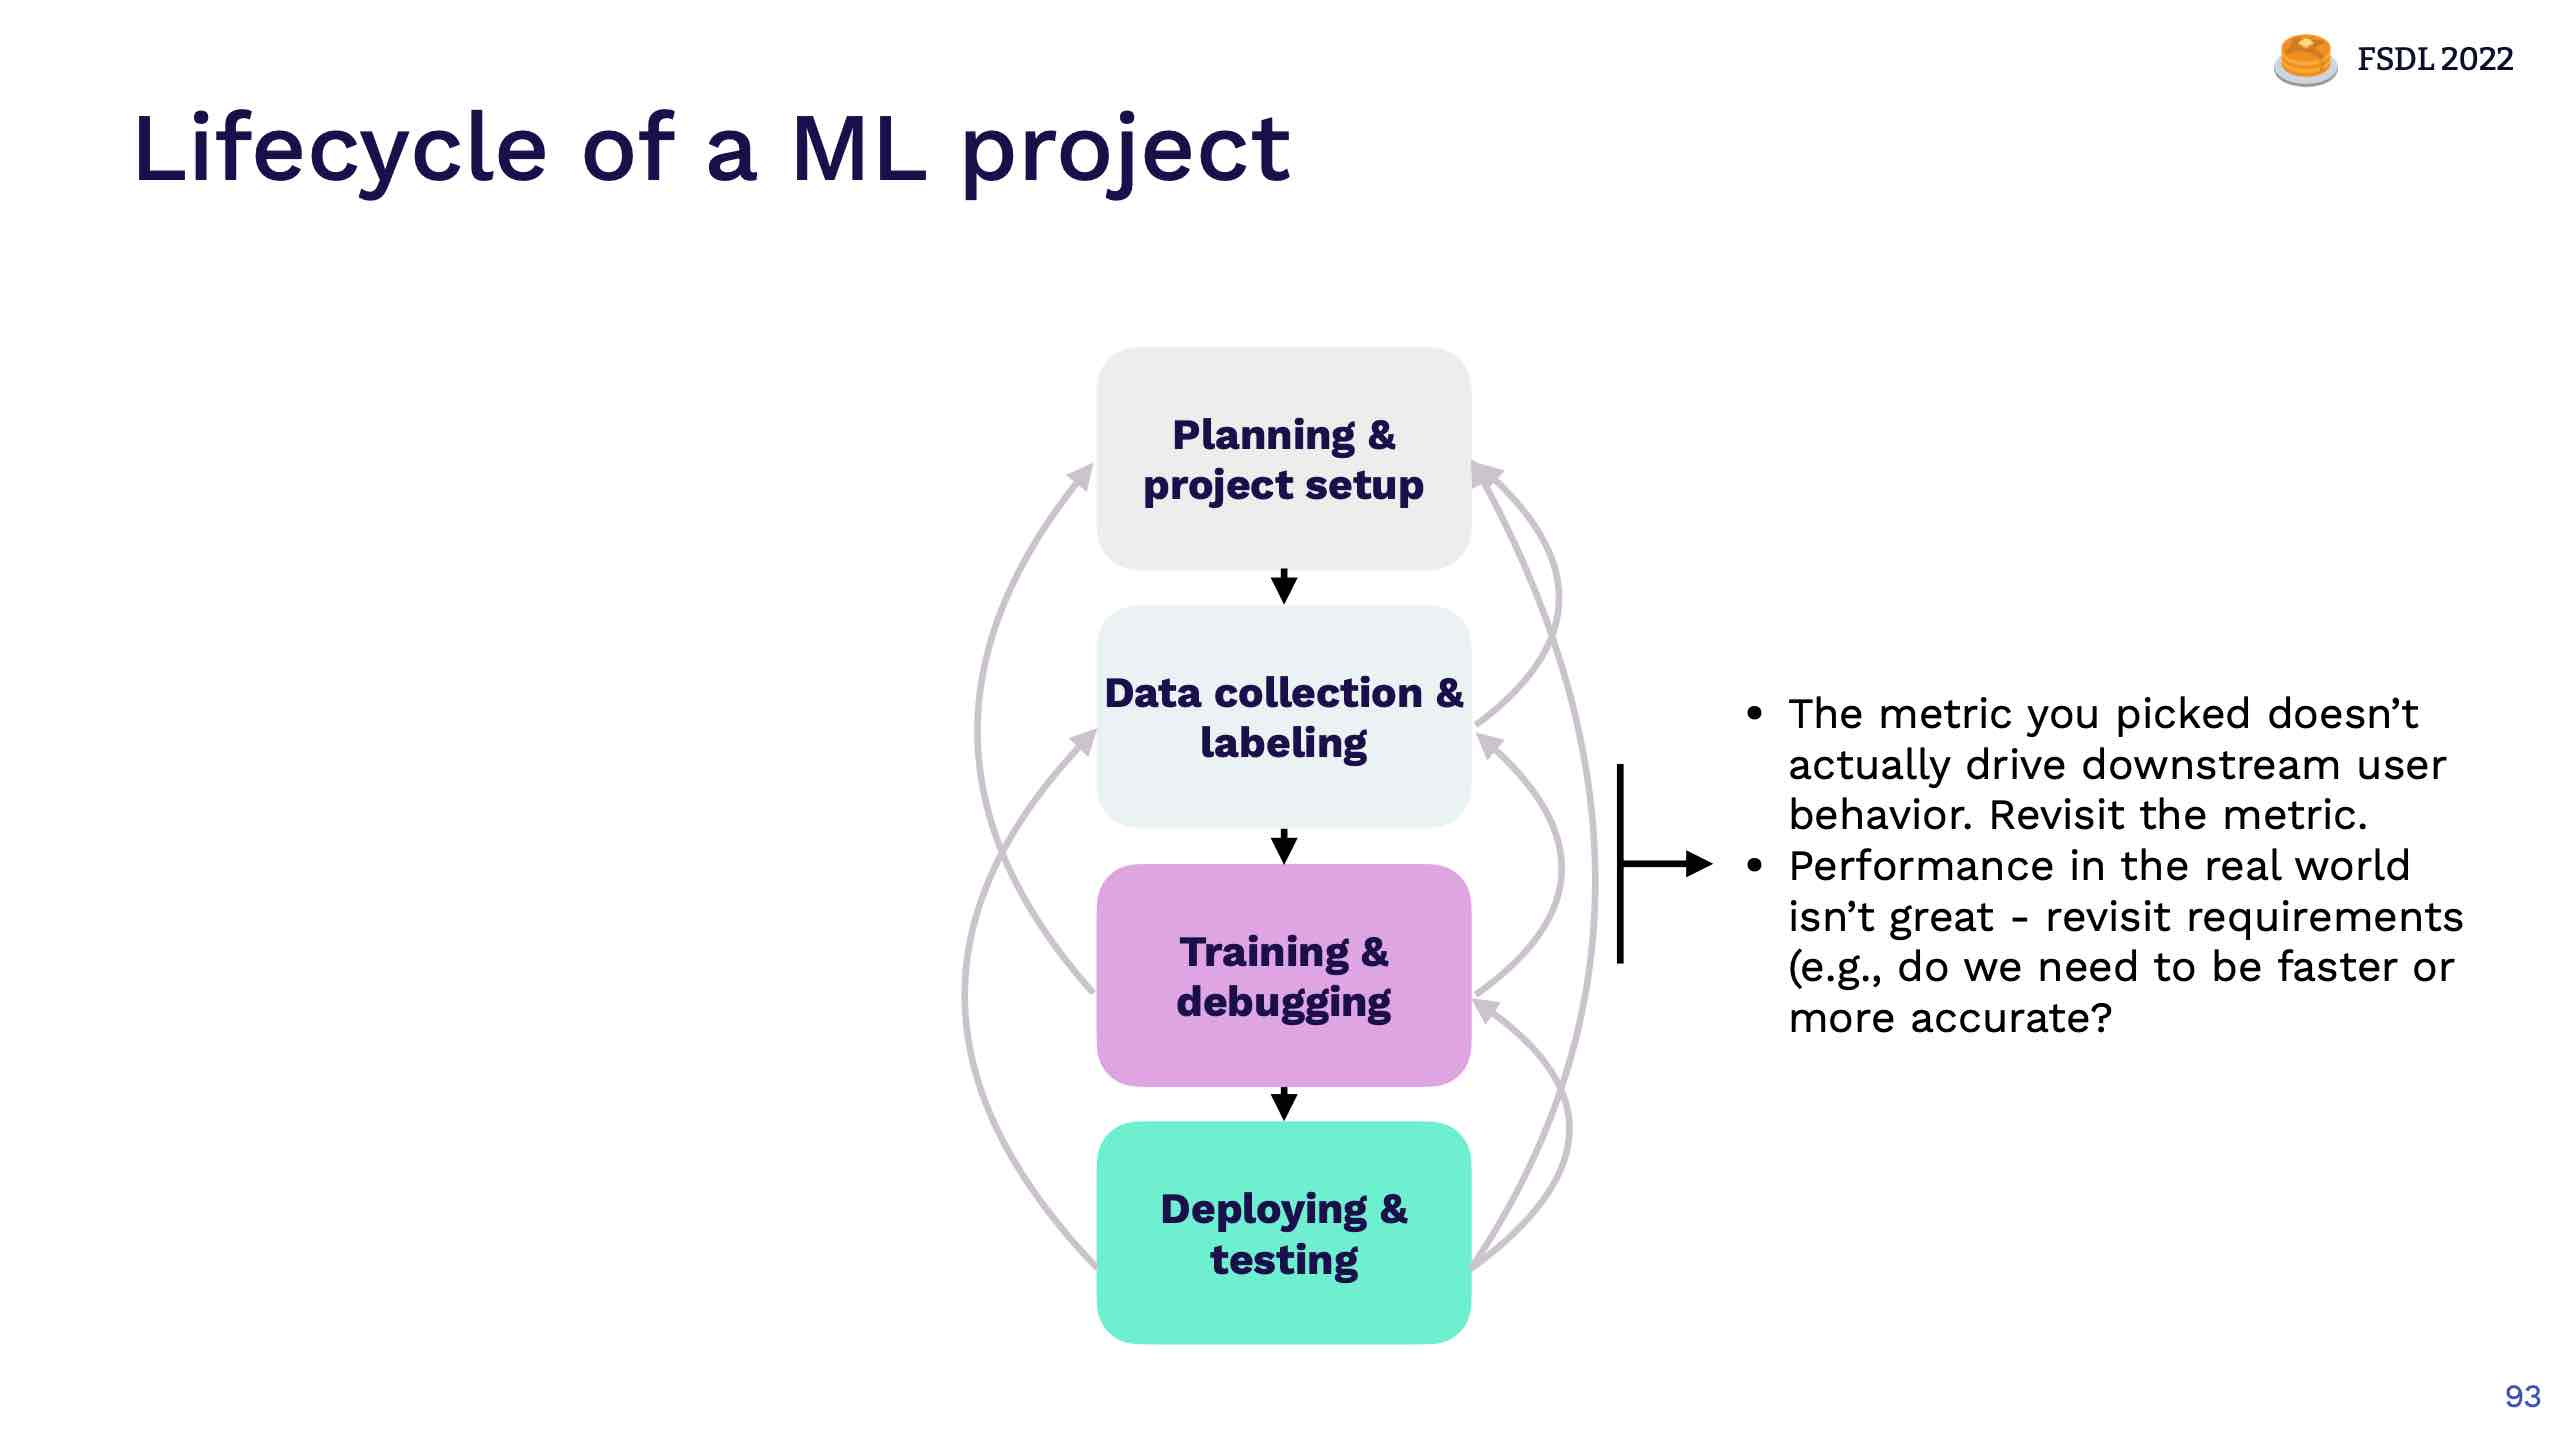 FSDL 2022
Lifecycle of a ML project
Planning &
project setup
Data collection &
labeling
Training &
debugging
Deploying &
testing
• The metric you picked doesn’t
actually drive downstream user
behavior. Revisit the metric.
• Performance in the real world
isn’t great - revisit requirements
(e.g., do we need to be faster or
more accurate?
93